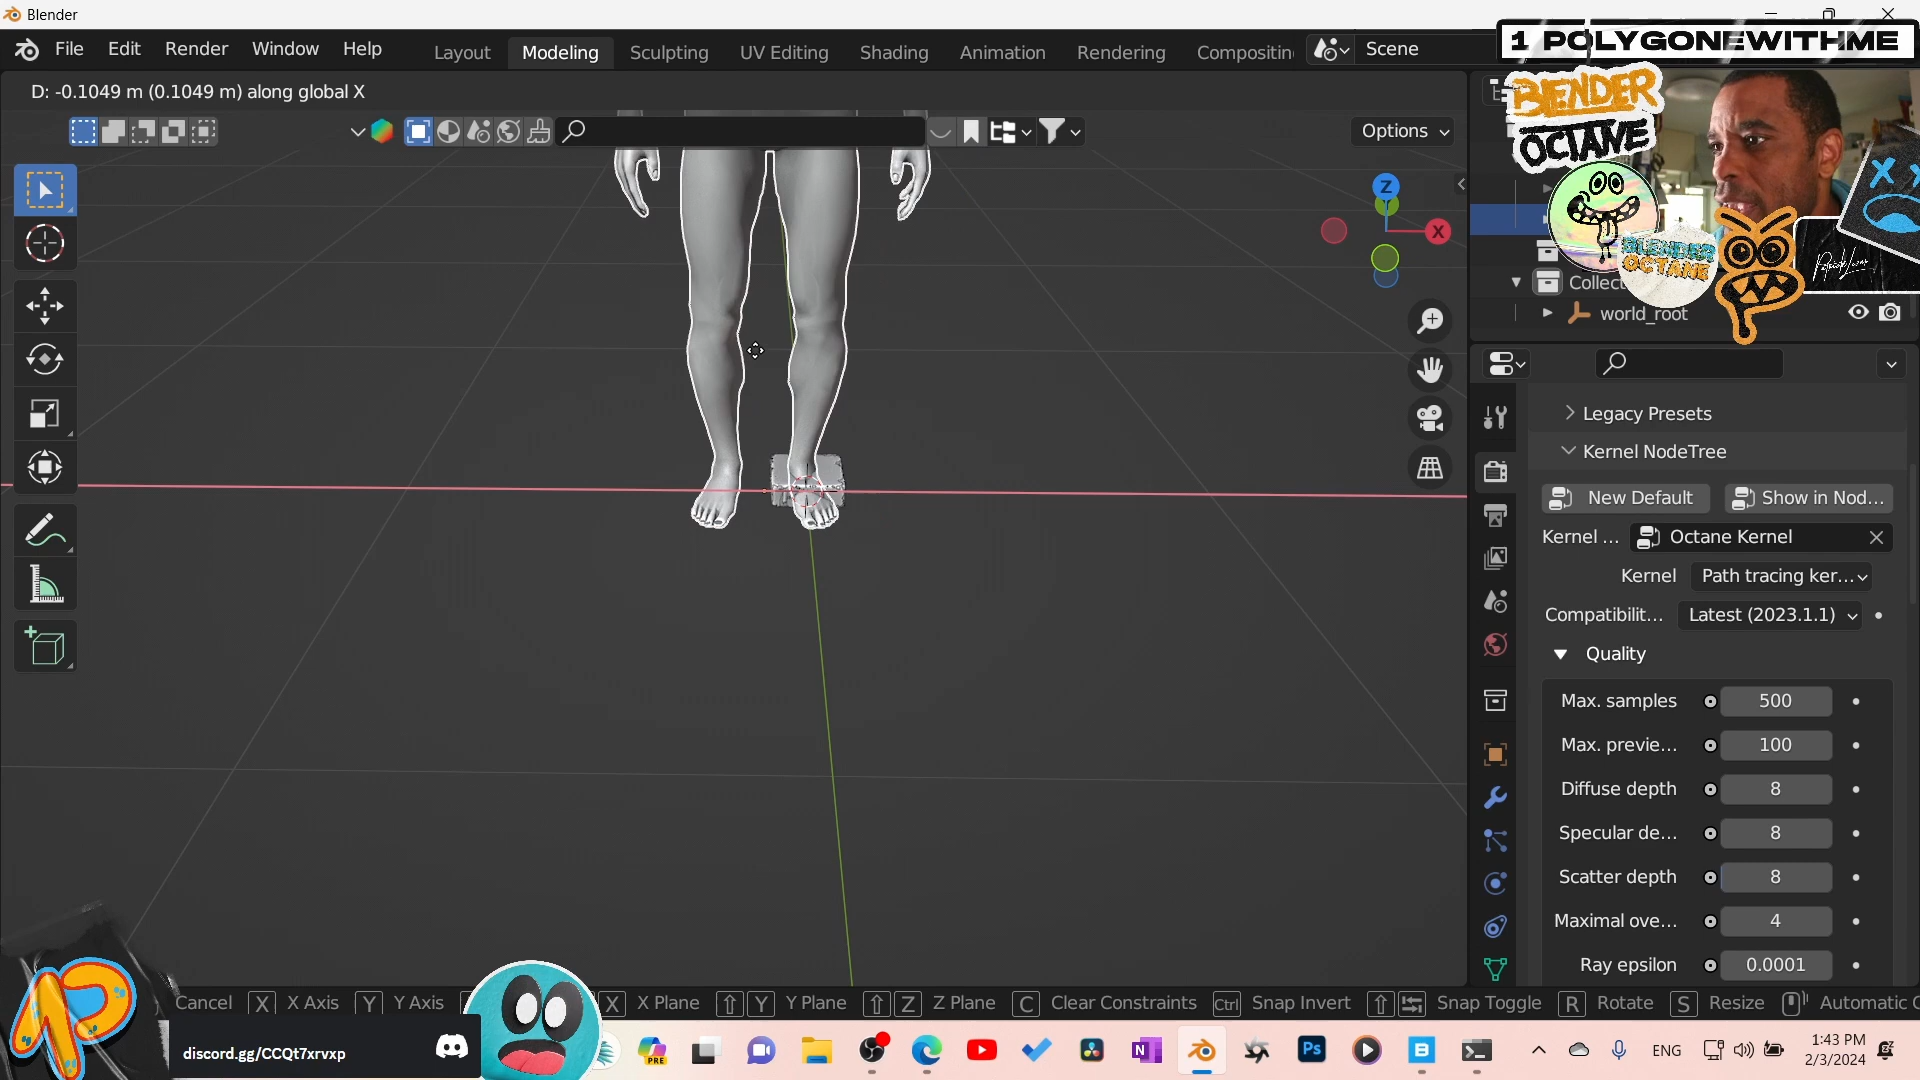 Blender
File Edit Render Window Help
Layout Modeling Sculpting UV Editing Shading Animation Rendering Compositin
Scene
1 POLYGONEWITHME
D: -0.1049 m (0.1049 m) along global X
Options
BLENDER
OCTANE
BLENDER
OCTANE
Z
X
Collect
world_root
Legacy Presets
Kernel NodeTree
New Default
Show in Nod...
Kernel ...
Octane Kernel
Kernel
Path tracing ker...
Compatibilit...
Latest (2023.1.1)
Quality
Max. samples 500
Max. previe... 100
Diffuse depth 8
Specular de... 8
Scatter depth 8
Maximal ove... 4
Ray epsilon 0.0001
Cancel X X Axis Y Y Axis X X Plane Y Y Plane Z Z Plane C Clear Constraints Ctrl Snap Invert Snap Toggle R Rotate S Resize Automatic C
discord.gg/CCQt7xrvxp
PRE
N
Ps
B
ENG
1:43 PM
2/3/2024